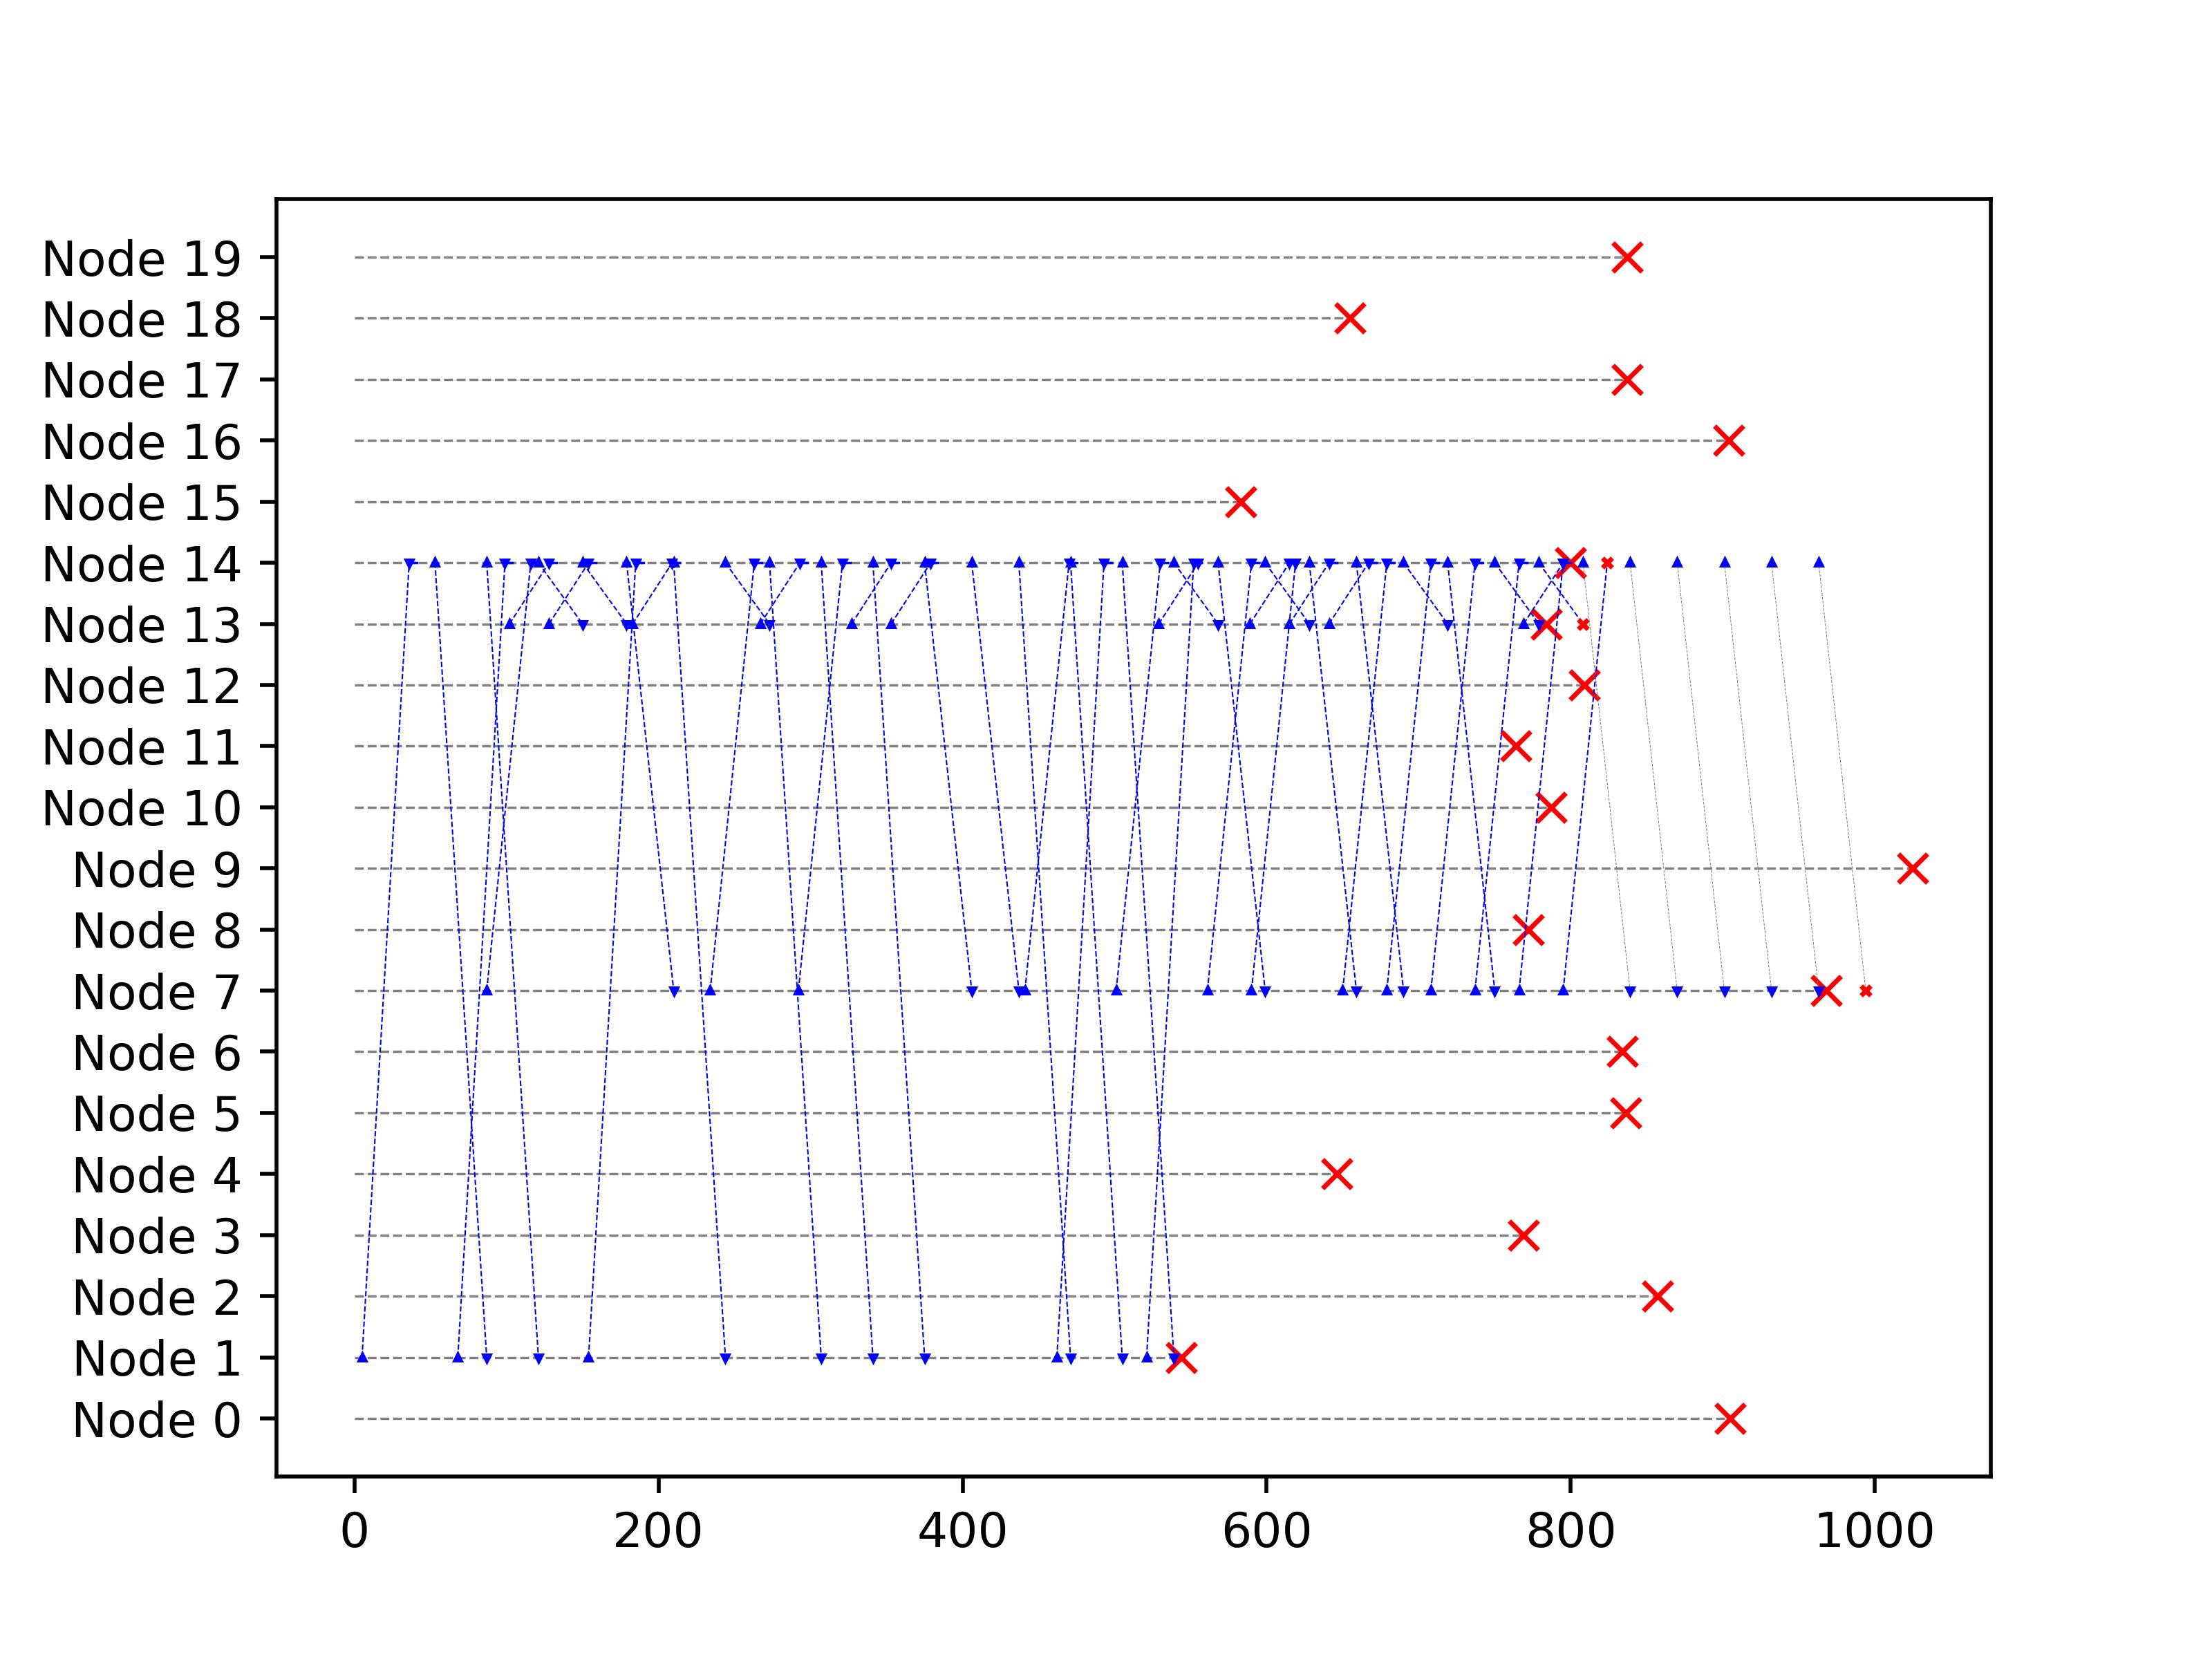 Node 19
Node 18
Node 17
Node 16
Node 15
Node 14
Node 13
Node 12
Node 11
Node 10
Node 9
Node 8
Node 7
Node 6
Node 5
Node 4
Node 3
Node 2
Node 1
Node 0
0 200 400 600 800 1000